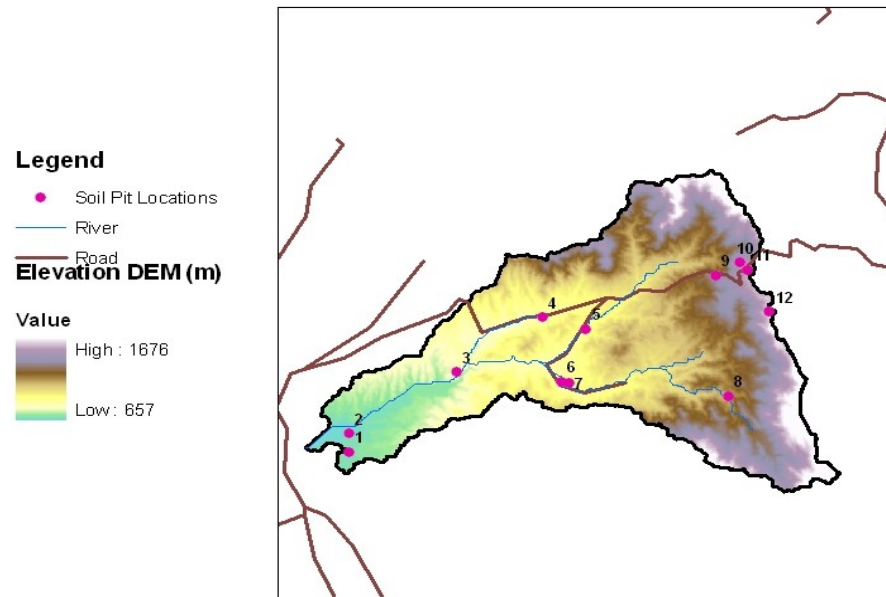 Legend
Soil Pit Locations
River
Road
Elevation DEM (m)
Value
High : 1676
Low : 657
10
11
9
12
4
5
3
6
7
8
2
1